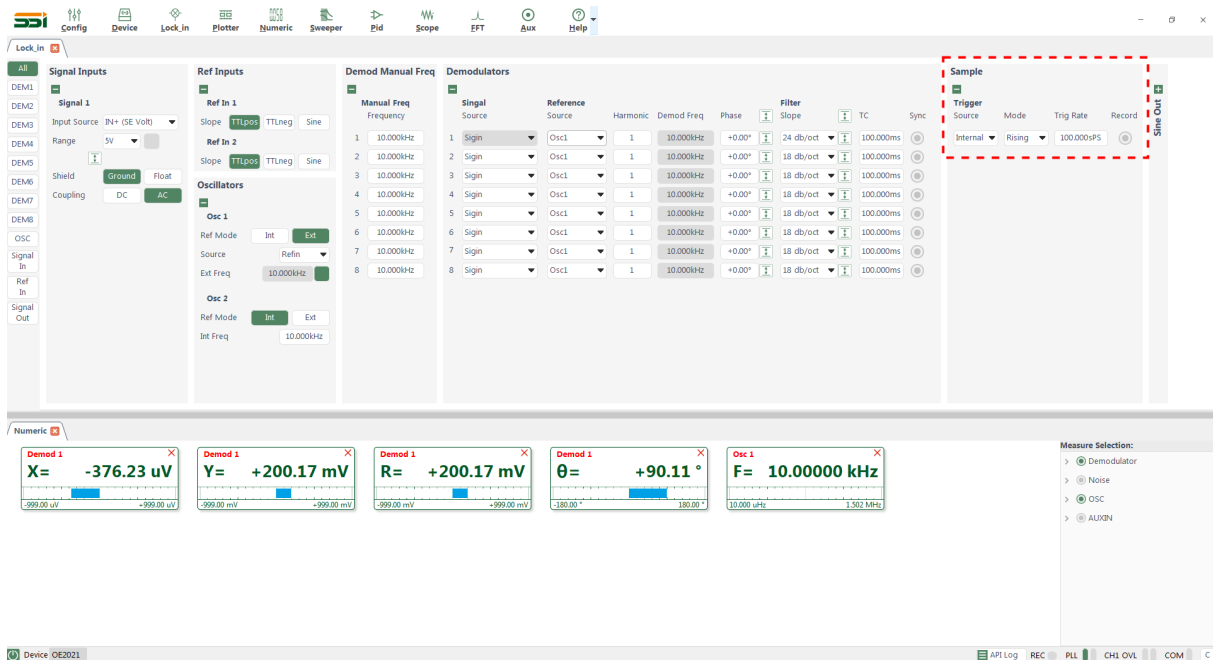 SSI Config Device Lock_in Plotter Numeric Sweeper Pid Scope FFT Aux Help
Lock_in
All
DEM1
DEM2
DEM3
DEM4
DEM5
DEM6
DEM7
DEM8
OSC
Signal
In
Ref
In
Signal
Out
Signal Inputs
Signal 1
Input Source IN+ (SE Volt)
Range 5V
Shield Ground Float
Coupling DC AC
Ref Inputs
Ref In 1
Slope TTLpos TTLneg Sine
Ref In 2
Slope TTLpos TTLneg Sine
Oscillators
Osc 1
Ref Mode Int Ext
Source Refin
Ext Freq 10.000kHz
Osc 2
Ref Mode Int Ext
Int Freq 10.000kHz
Demod Manual Freq
Manual Freq
Frequency
1 10.000kHz
2 10.000kHz
3 10.000kHz
4 10.000kHz
5 10.000kHz
6 10.000kHz
7 10.000kHz
8 10.000kHz
Demodulators
Singal Reference Filter
Source Source Harmonic Demod Freq Phase Slope TC Sync
1 Sigin Osc1 1 10.000kHz +0.00° 24 db/oct 100.000ms
2 Sigin Osc1 1 10.000kHz +0.00° 18 db/oct 100.000ms
3 Sigin Osc1 1 10.000kHz +0.00° 18 db/oct 100.000ms
4 Sigin Osc1 1 10.000kHz +0.00° 18 db/oct 100.000ms
5 Sigin Osc1 1 10.000kHz +0.00° 18 db/oct 100.000ms
6 Sigin Osc1 1 10.000kHz +0.00° 18 db/oct 100.000ms
7 Sigin Osc1 1 10.000kHz +0.00° 18 db/oct 100.000ms
8 Sigin Osc1 1 10.000kHz +0.00° 18 db/oct 100.000ms
Sample
Trigger
Source Mode Trig Rate Record
Internal Rising 100.000sPS
Sine Out
Numeric
Demod 1
X= -376.23 uV
-999.00 uV +999.00 uV
Demod 1
Y= +200.17 mV
-999.00 mV +999.00 mV
Demod 1
R= +200.17 mV
-999.00 mV +999.00 mV
Demod 1
θ= +90.11 °
-180.00 ° 180.00 °
Osc 1
F= 10.00000 kHz
10.000 uHz 1.502 MHz
Measure Selection:
Demodulator
Noise
OSC
AUXIN
Device OE2021 API Log REC PLL CH1 OVL COM C